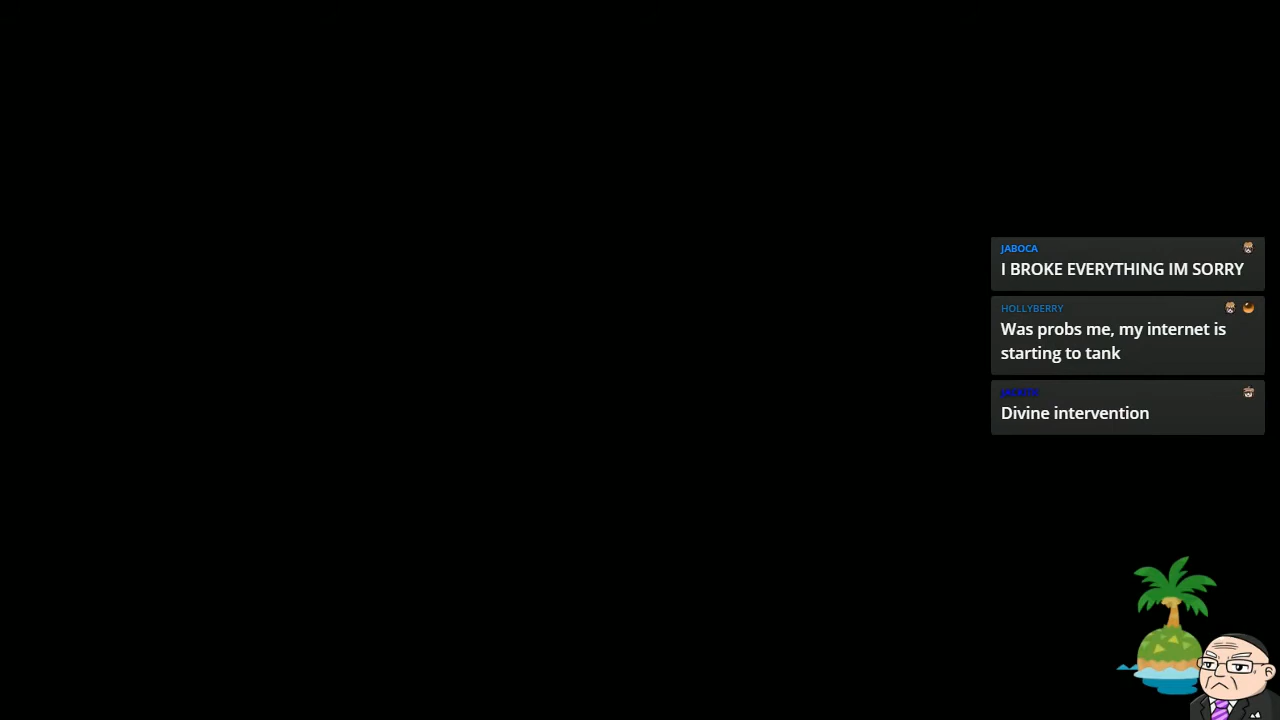 JABOCA
I BROKE EVERYTHING IM SORRY
HOLLYBERRY
Was probs me, my internet is
starting to tank
Divine intervention